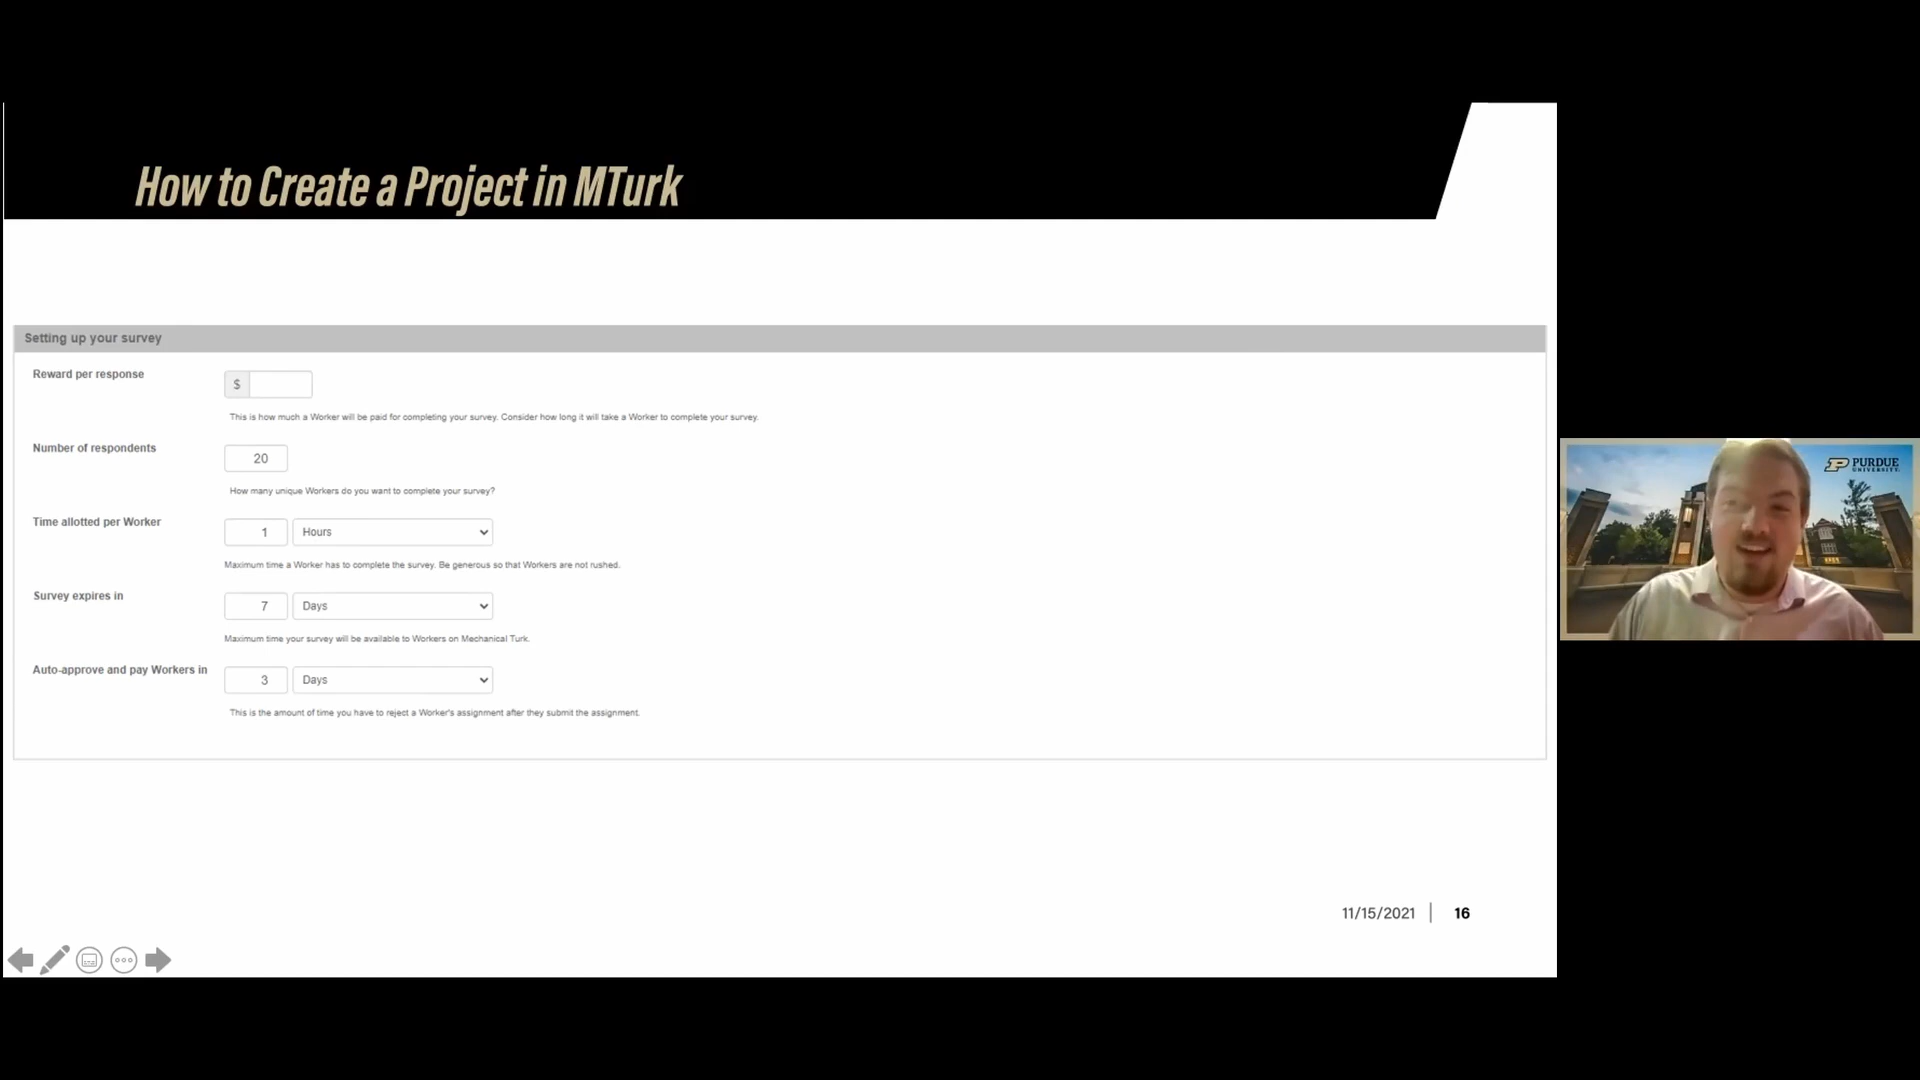 How to Create a Project in MTurk
Setting up your survey
Reward per response
$
This is how much a Worker will be paid for completing your survey. Consider how long it will take a Worker to complete your survey.
Number of respondents
20
How many unique Workers do you want to complete your survey?
Time allotted per Worker
1 Hours
Maximum time a Worker has to complete the survey. Be generous so that Workers are not rushed.
Survey expires in
7 Days
Maximum time your survey will be available to Workers on Mechanical Turk.
Auto-approve and pay Workers in
3 Days
This is the amount of time you have to reject a Worker's assignment after they submit the assignment.
11/15/2021 16
P PURDUE
UNIVERSITY